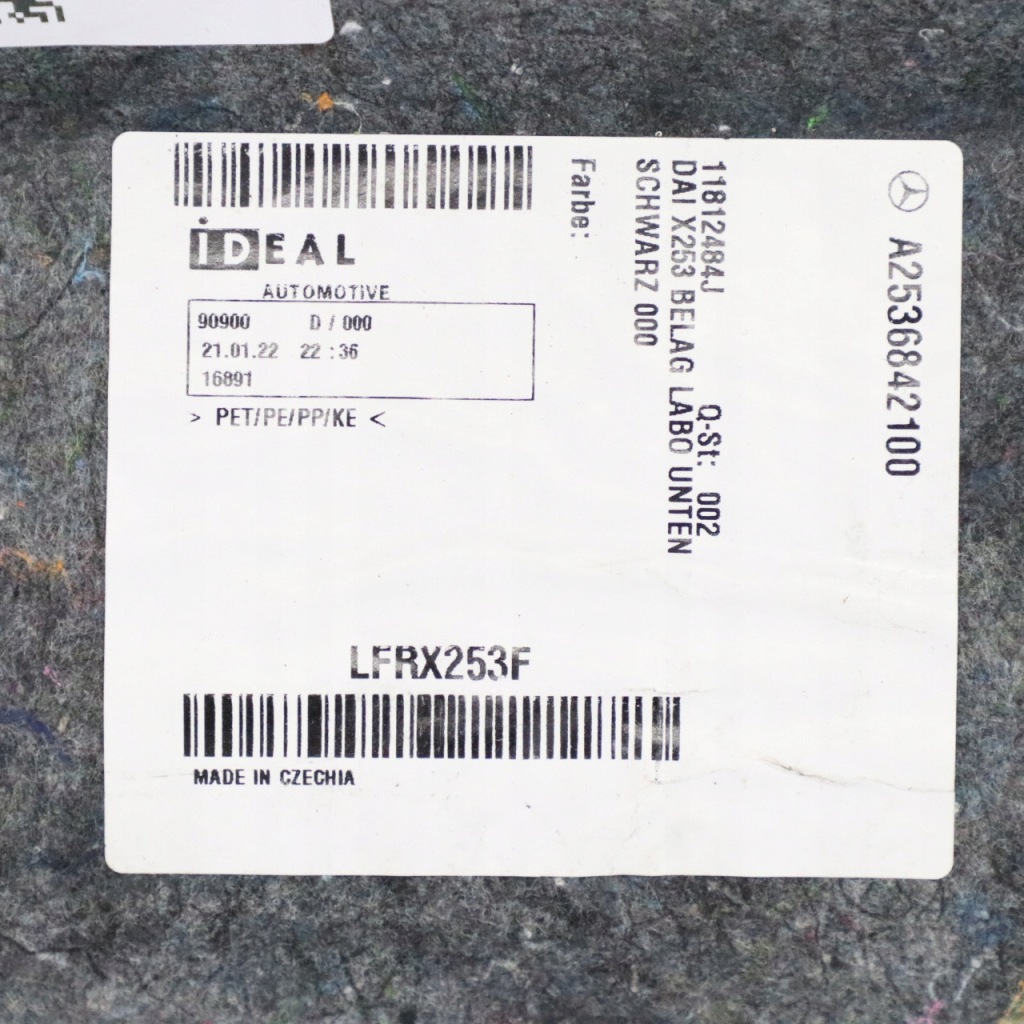 IDEAL
AUTOMOTIVE
90900 D / 000
21.01.22 22 : 36
16891
> PET/PE/PP/KE <
LFRX253F
MADE IN CZECHIA
A2536842100
11812484J Q-St: 002
DAI X253 BELAG LABO UNTEN
SCHWARZ 000
Farbe: